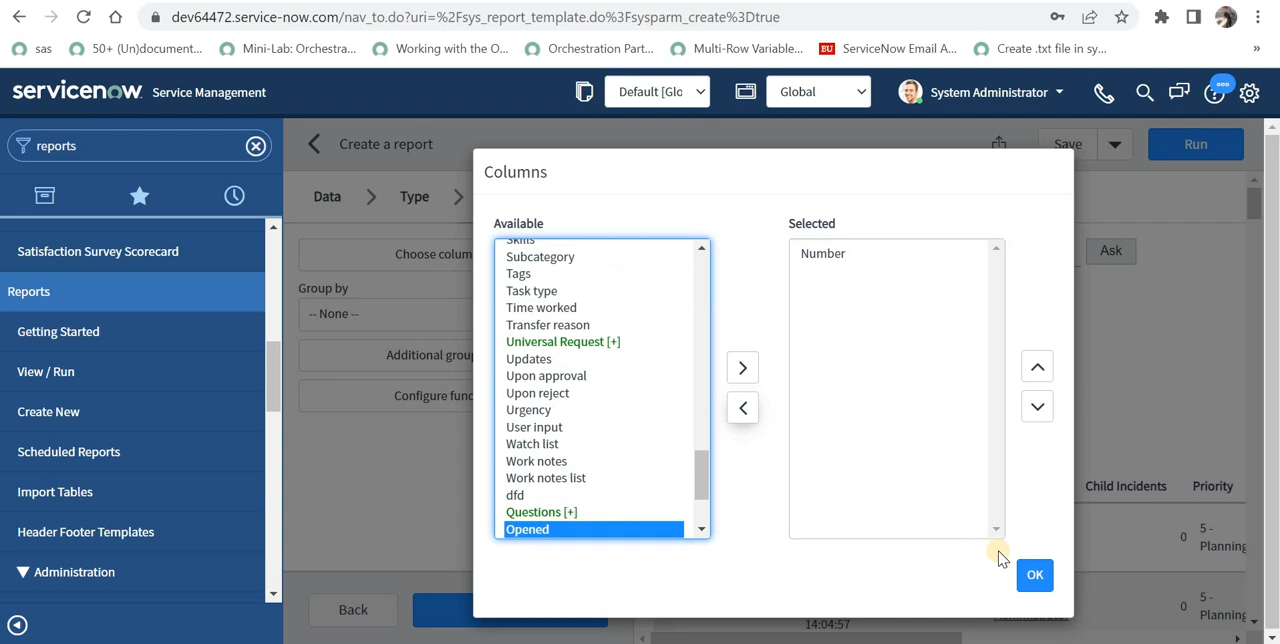 dev64472.service-now.com/nav_to.do?uri=%2Fsys_report_template.do%3Fsysparm_create%3Dtrue
sas
50+ (Un)document...
Mini-Lab: Orchestra...
Working with the O...
Orchestration Part...
Multi-Row Variable...
BU ServiceNow Email A...
Create .txt file in sy...
»
servicenow Service Management
Default [Glo
Global
System Administrator
reports
Create a report
Save
Run
Data
Type
Columns
Satisfaction Survey Scorecard
Reports
Getting Started
View / Run
Create New
Scheduled Reports
Import Tables
Header Footer Templates
Administration
Choose colum
Group by
-- None --
Additional grou
Configure func
Back
Available
Skills
Subcategory
Tags
Task type
Time worked
Transfer reason
Universal Request [+]
Updates
Upon approval
Upon reject
Urgency
User input
Watch list
Work notes
Work notes list
dfd
Questions [+]
Opened
Selected
Number
OK
Ask
Child Incidents
Priority
0
5 -
Planning
0
5 -
Planning
14:04:57